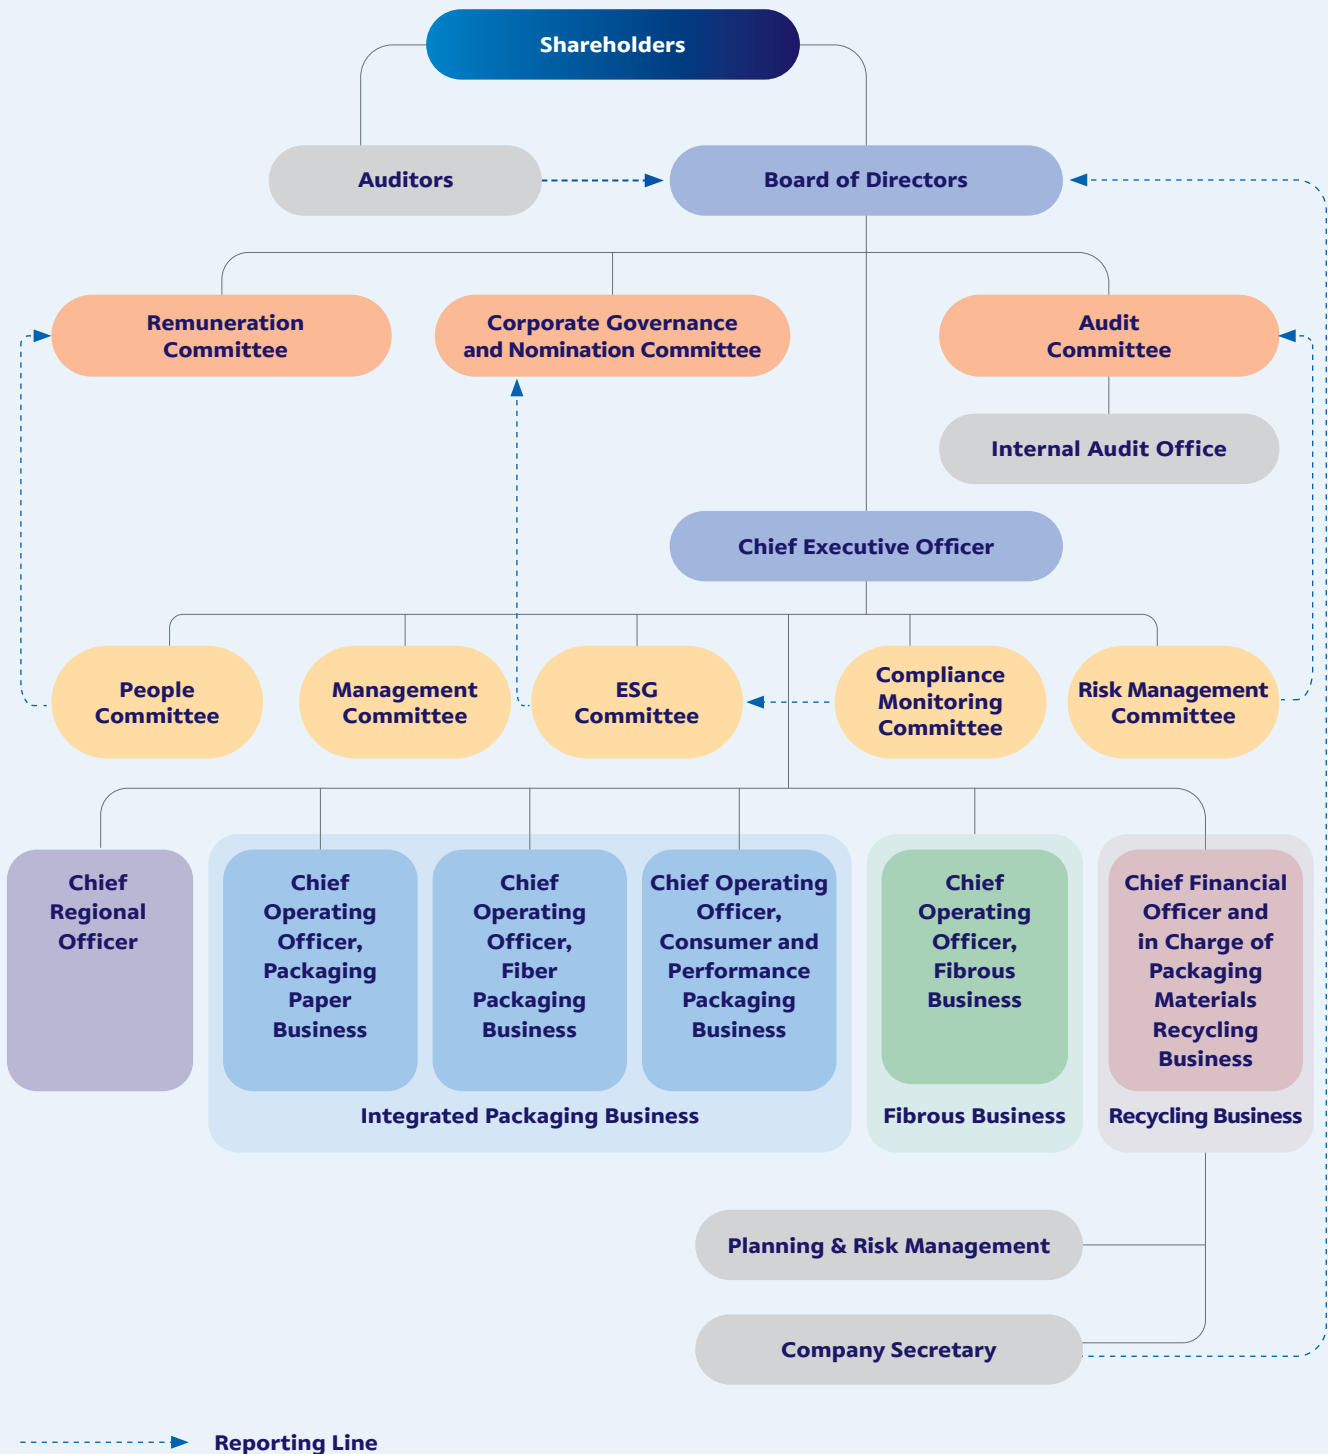 Shareholders
Auditors
Board of Directors
Remuneration
Committee
Corporate Governance
and Nomination Committee
Audit
Committee
Internal Audit Office
Chief Executive Officer
People
Committee
Management
Committee
ESG
Committee
Compliance
Monitoring
Committee
Risk Management
Committee
Chief
Regional
Officer
Chief
Operating
Officer,
Packaging
Paper
Business
Chief
Operating
Officer,
Fiber
Packaging
Business
Chief Operating
Officer,
Consumer and
Performance
Packaging
Business
Integrated Packaging Business
Chief
Operating
Officer,
Fibrous
Business
Fibrous Business
Chief Financial
Officer and
in Charge of
Packaging
Materials
Recycling
Business
Recycling Business
Planning & Risk Management
Company Secretary
Reporting Line